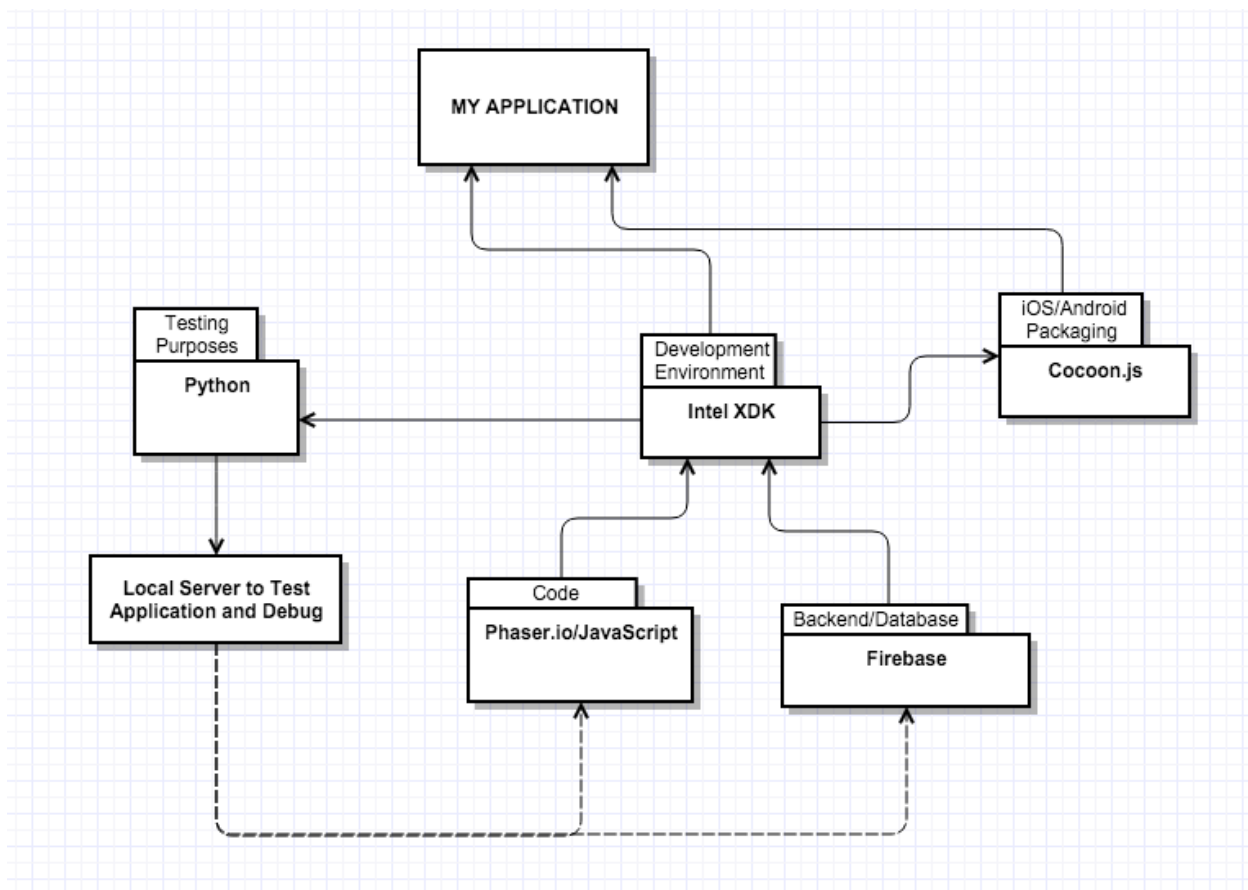 MY APPLICATION
iOS/Android
Packaging
Cocoon.js
Testing
Purposes
Python
Development
Environment
Intel XDK
Local Server to Test
Application and Debug
Code
Phaser.io/JavaScript
Backend/Database
Firebase